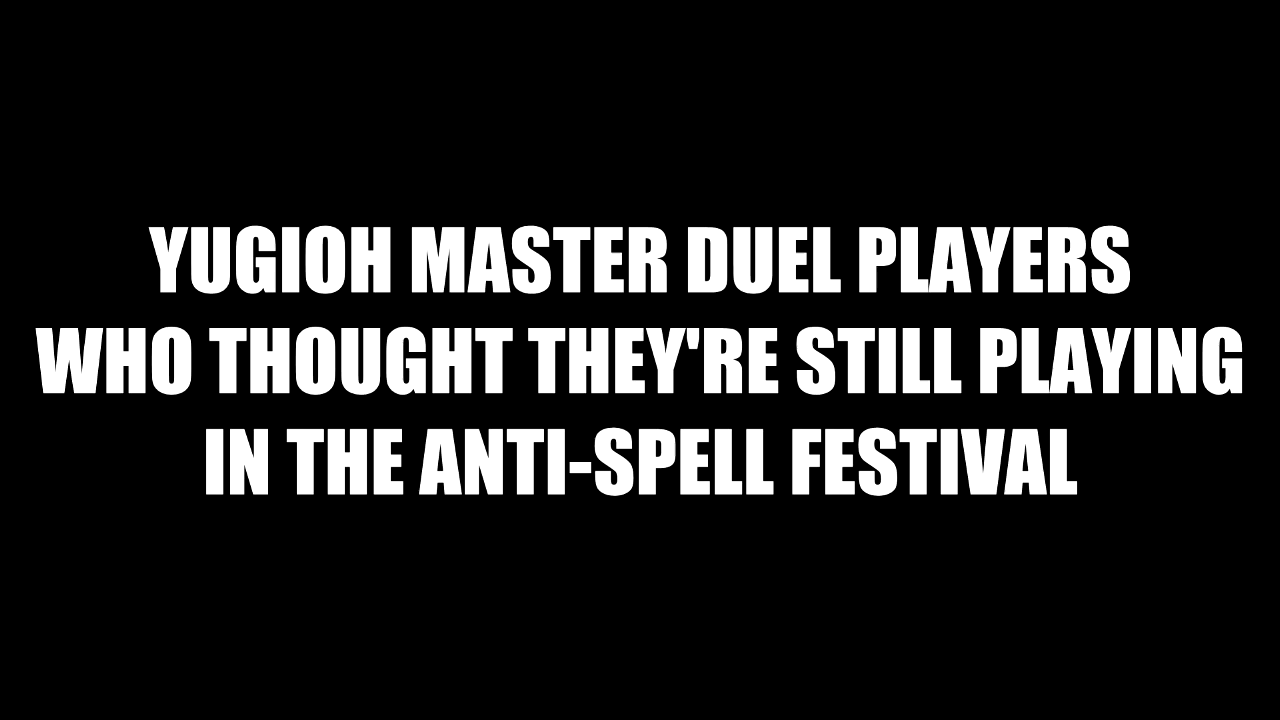 YUGIOH MASTER DUEL PLAYERS
WHO THOUGHT THEY'RE STILL PLAYING
IN THE ANTI-SPELL FESTIVAL